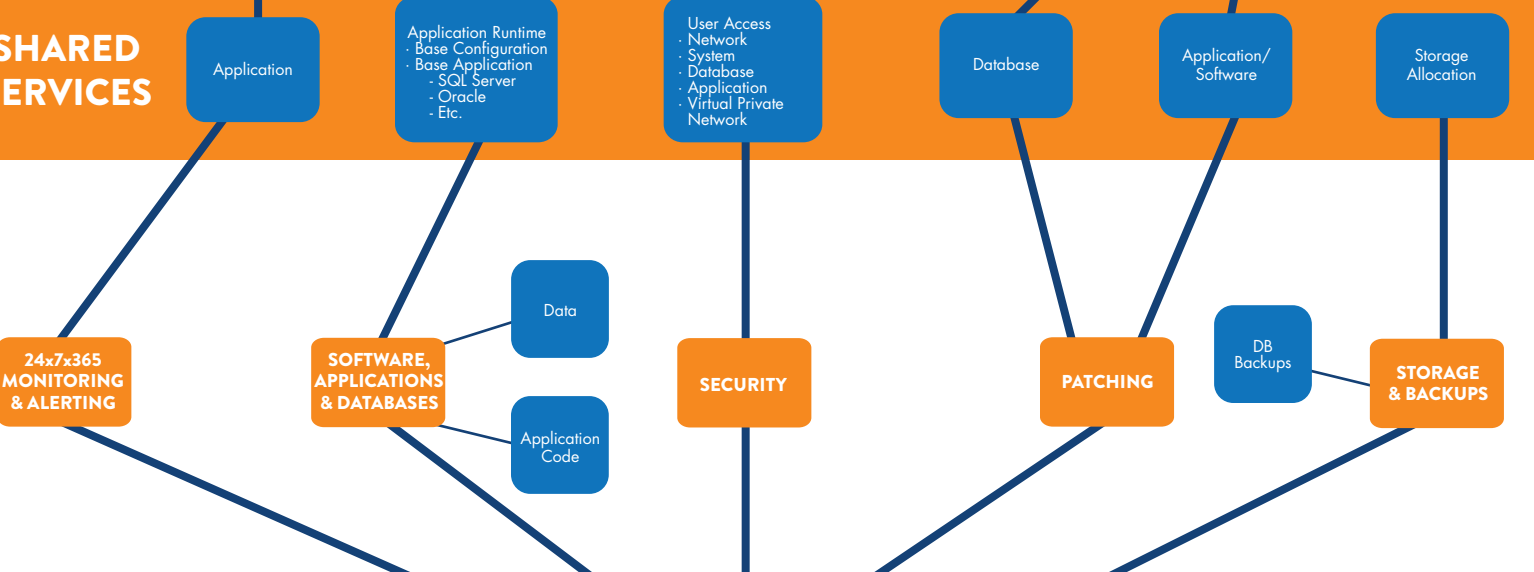 SHARED
ERVICES
Application
Application Runtime
· Base Configuration
· Base Application
- SQL Server
- Oracle
- Etc.
User Access
· Network
· System
· Database
· Application
· Virtual Private
Network
Database
Application/
Software
Storage
Allocation
Data
DB
Backups
24x7x365
MONITORING
& ALERTING
SOFTWARE,
APPLICATIONS
& DATABASES
SECURITY
PATCHING
STORAGE
& BACKUPS
Application
Code